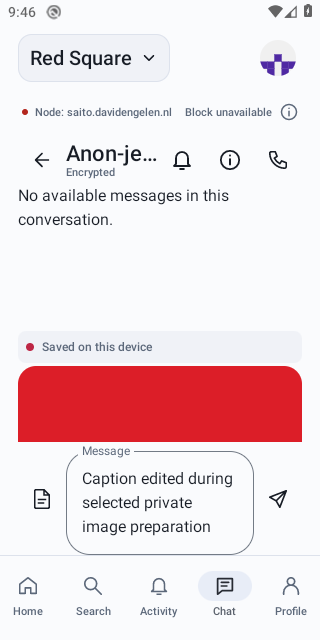 9:46
Red Square
Node: saito.davidengelen.nl Block unavailable
Anon-je...
Encrypted
No available messages in this
conversation.
Saved on this device
Message
Caption edited during
selected private
image preparation
Home Search Activity Chat Profile